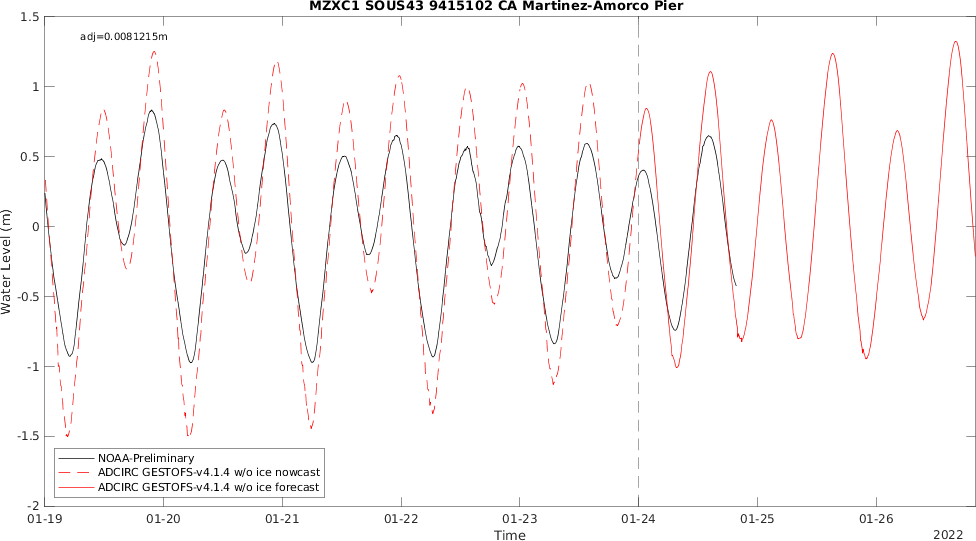 MZXC1 SOUS43 9415102 CA Martinez-Amorco Pier
adj=0.0081215m
1.5
1
0.5
0
-0.5
-1
-1.5
-2
Water Level (m)
NOAA-Preliminary
ADCIRC GESTOFS-v4.1.4 w/o ice nowcast
ADCIRC GESTOFS-v4.1.4 w/o ice forecast
01-19 01-20 01-21 01-22 01-23 01-24 01-25 01-26
Time
2022